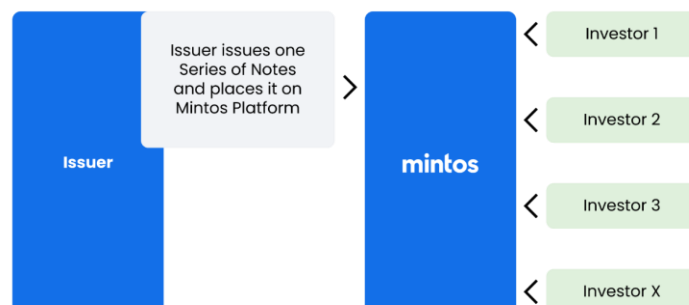 Issuer issues one
Series of Notes
and places it on
Mintos Platform
Issuer
mintos
Investor 1
Investor 2
Investor 3
Investor X